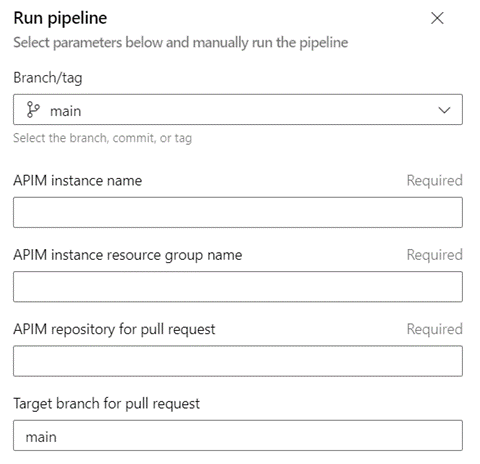 Run pipeline
Select parameters below and manually run the pipeline
Branch/tag
main
Select the branch, commit, or tag
APIM instance name Required
APIM instance resource group name Required
APIM repository for pull request Required
Target branch for pull request
main